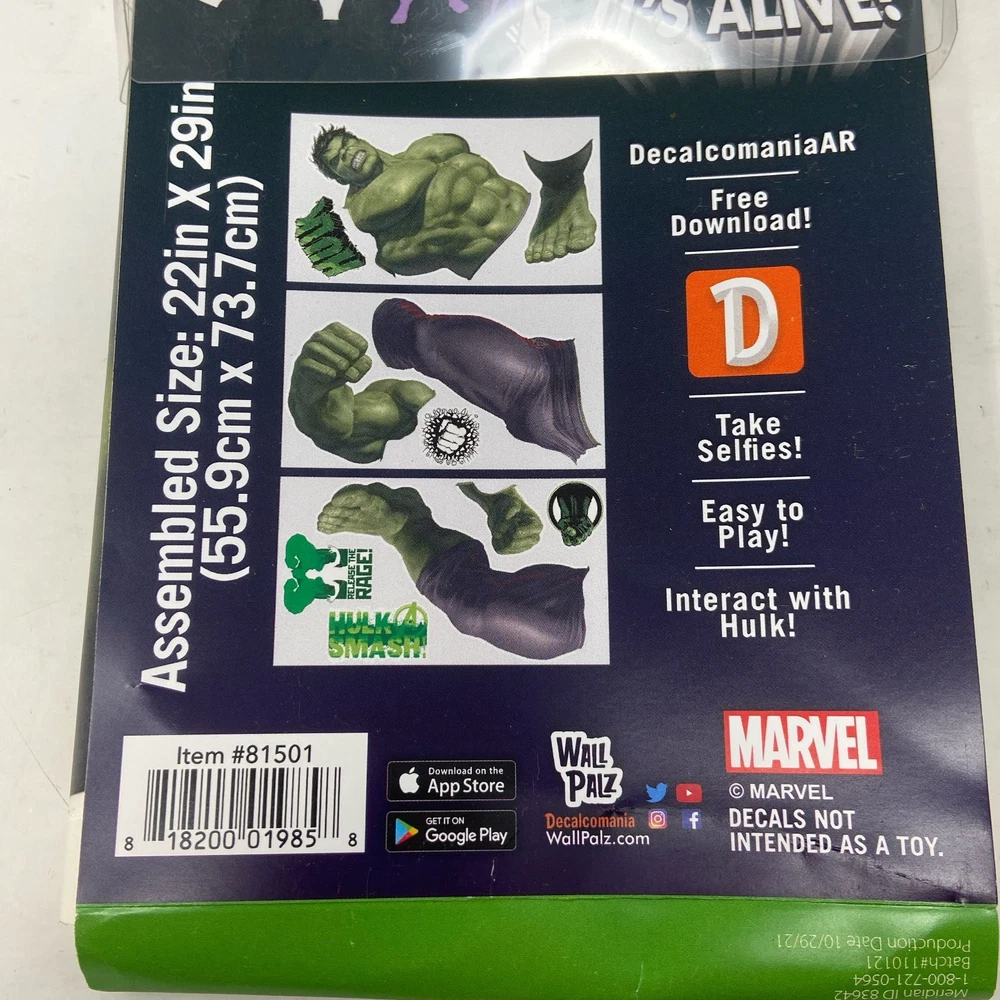 IT'S ALIVE!
Assembled Size: 22in X 29in
(55.9cm x 73.7cm)
HULK
RELEASE THE
RAGE!
HULK
SMASH!
DecalcomaniaAR
Free
Download!
D
Take
Selfies!
Easy to
Play!
Interact with
Hulk!
Item #81501
8 18200 01985 8
Download on the
App Store
GET IT ON
Google Play
WALL
PALZ
Decalcomania
WallPalz.com
MARVEL
© MARVEL
DECALS NOT
INTENDED AS A TOY.
Meridian ID 83642
1-800-721-0564
Batch#110121
Production Date 10/29/21